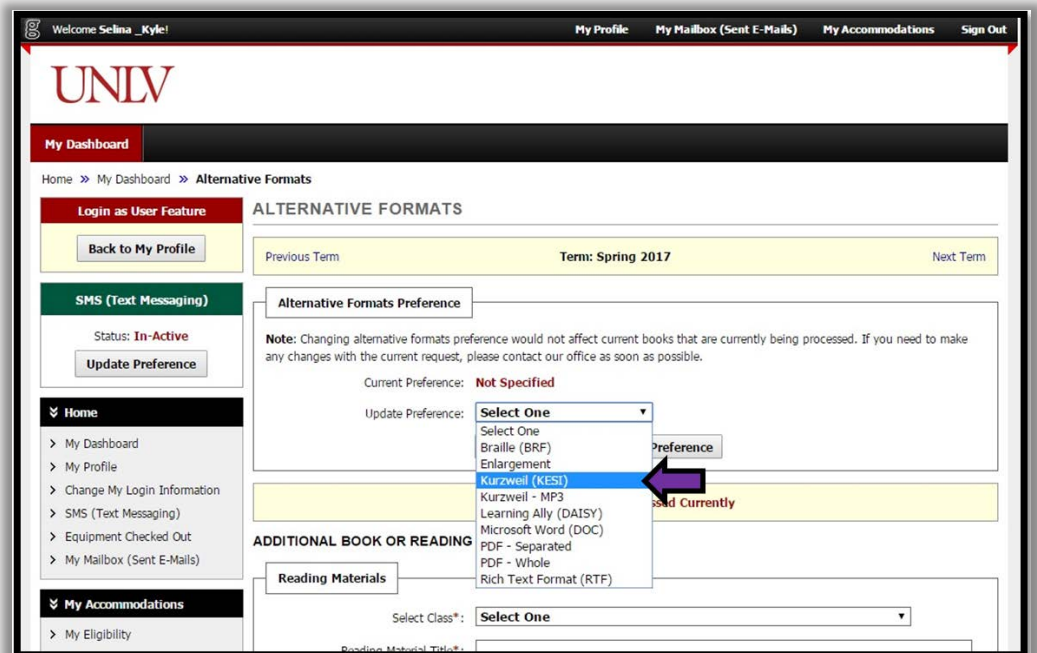 Welcome Selina _Kyle!
My Profile My Mailbox (Sent E-Mails) My Accommodations Sign Out
UNLV
My Dashboard
Home » My Dashboard » Alternative Formats
Login as User Feature
Back to My Profile
SMS (Text Messaging)
Status: In-Active
Update Preference
Home
My Dashboard
My Profile
Change My Login Information
SMS (Text Messaging)
Equipment Checked Out
My Mailbox (Sent E-Mails)
My Accommodations
My Eligibility
ALTERNATIVE FORMATS
Previous Term Term: Spring 2017 Next Term
Alternative Formats Preference
Note: Changing alternative formats preference would not affect current books that are currently being processed. If you need to make
any changes with the current request, please contact our office as soon as possible.
Current Preference: Not Specified
Update Preference: Select One
Select One
Braille (BRF)
Enlargement
Kurzweil (KESI)
Kurzweil - MP3
Learning Ally (DAISY)
Microsoft Word (DOC)
PDF - Separated
PDF - Whole
Rich Text Format (RTF)
Preference
Currently
ADDITIONAL BOOK OR READING
Reading Materials
Select Class*: Select One
Reading Material Title*: